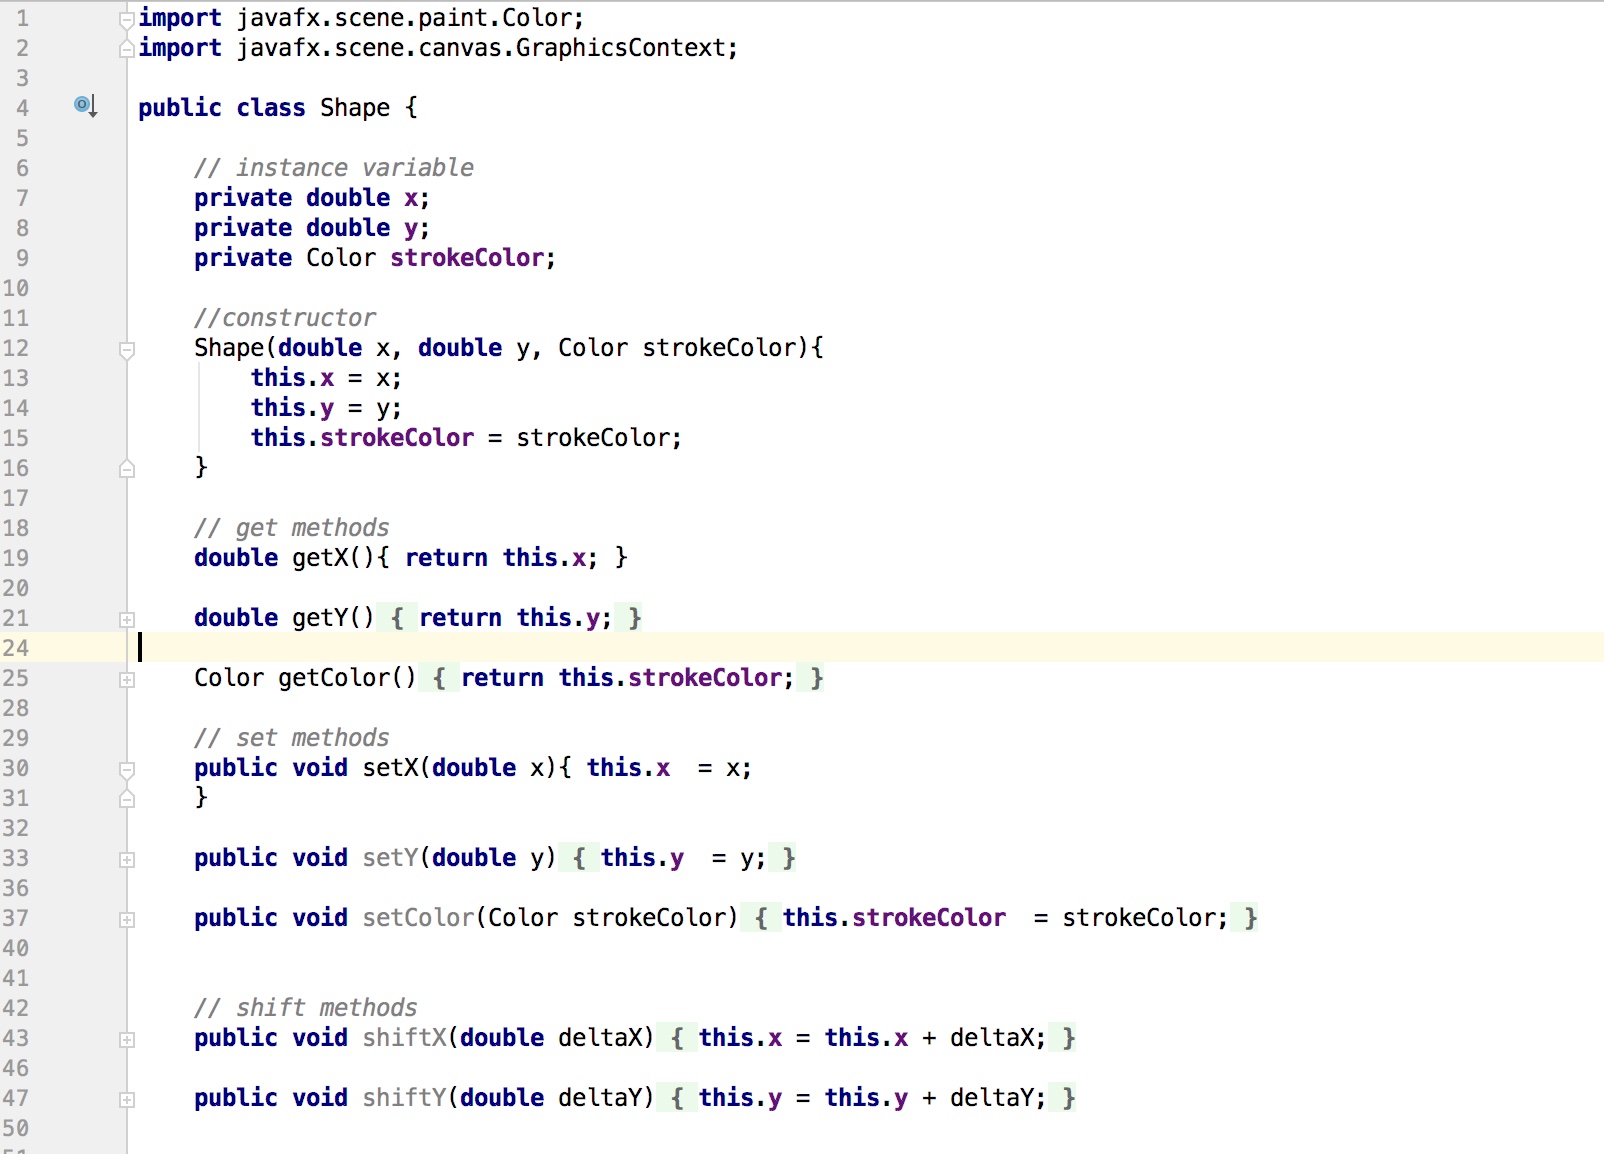 1 import javafx.scene.paint.Color;
2 import javafx.scene.canvas.GraphicsContext;
3
4 public class Shape {
5
6 // instance variable
7 private double x;
8 private double y;
9 private Color strokeColor;
10
11 //constructor
12 Shape(double x, double y, Color strokeColor){
13 this.x = x;
14 this.y = y;
15 this.strokeColor = strokeColor;
16 }
17
18 // get methods
19 double getX(){ return this.x; }
20
21 double getY() { return this.y; }
24
25 Color getColor() { return this.strokeColor; }
28
29 // set methods
30 public void setX(double x){ this.x  = x;
31 }
32
33 public void setY(double y) { this.y  = y; }
36
37 public void setColor(Color strokeColor) { this.strokeColor  = strokeColor; }
40
41
42 // shift methods
43 public void shiftX(double deltaX) { this.x = this.x + deltaX; }
46
47 public void shiftY(double deltaY) { this.y = this.y + deltaY; }
50